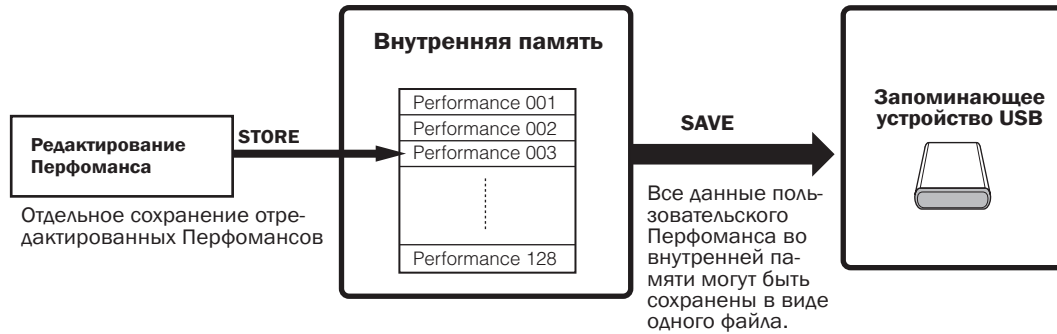 Редактирование
Перфоманса
STORE
Отдельное сохранение отре-
дактированных Перфомансов
Внутренняя память
Performance 001
Performance 002
Performance 003
Performance 128
SAVE
Все данные поль-
зовательского
Перфоманса во
внутренней па-
мяти могут быть
сохранены в виде
одного файла.
Запоминающее
устройство USB